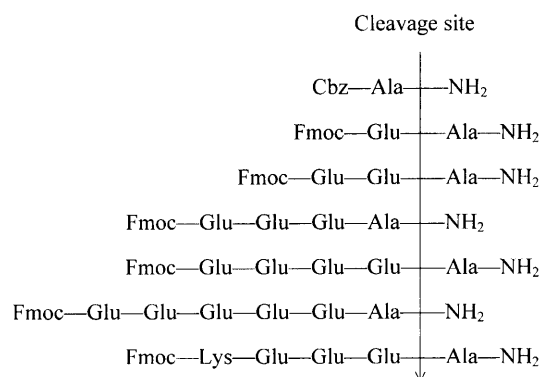 Cleavage site
Cbz—Ala—NH₂
Fmoc—Glu—Ala—NH₂
Fmoc—Glu—Glu—Ala—NH₂
Fmoc—Glu—Glu—Glu—Ala—NH₂
Fmoc—Glu—Glu—Glu—Glu—Ala—NH₂
Fmoc—Glu—Glu—Glu—Glu—Glu—Ala—NH₂
Fmoc—Lys—Glu—Glu—Glu—Ala—NH₂